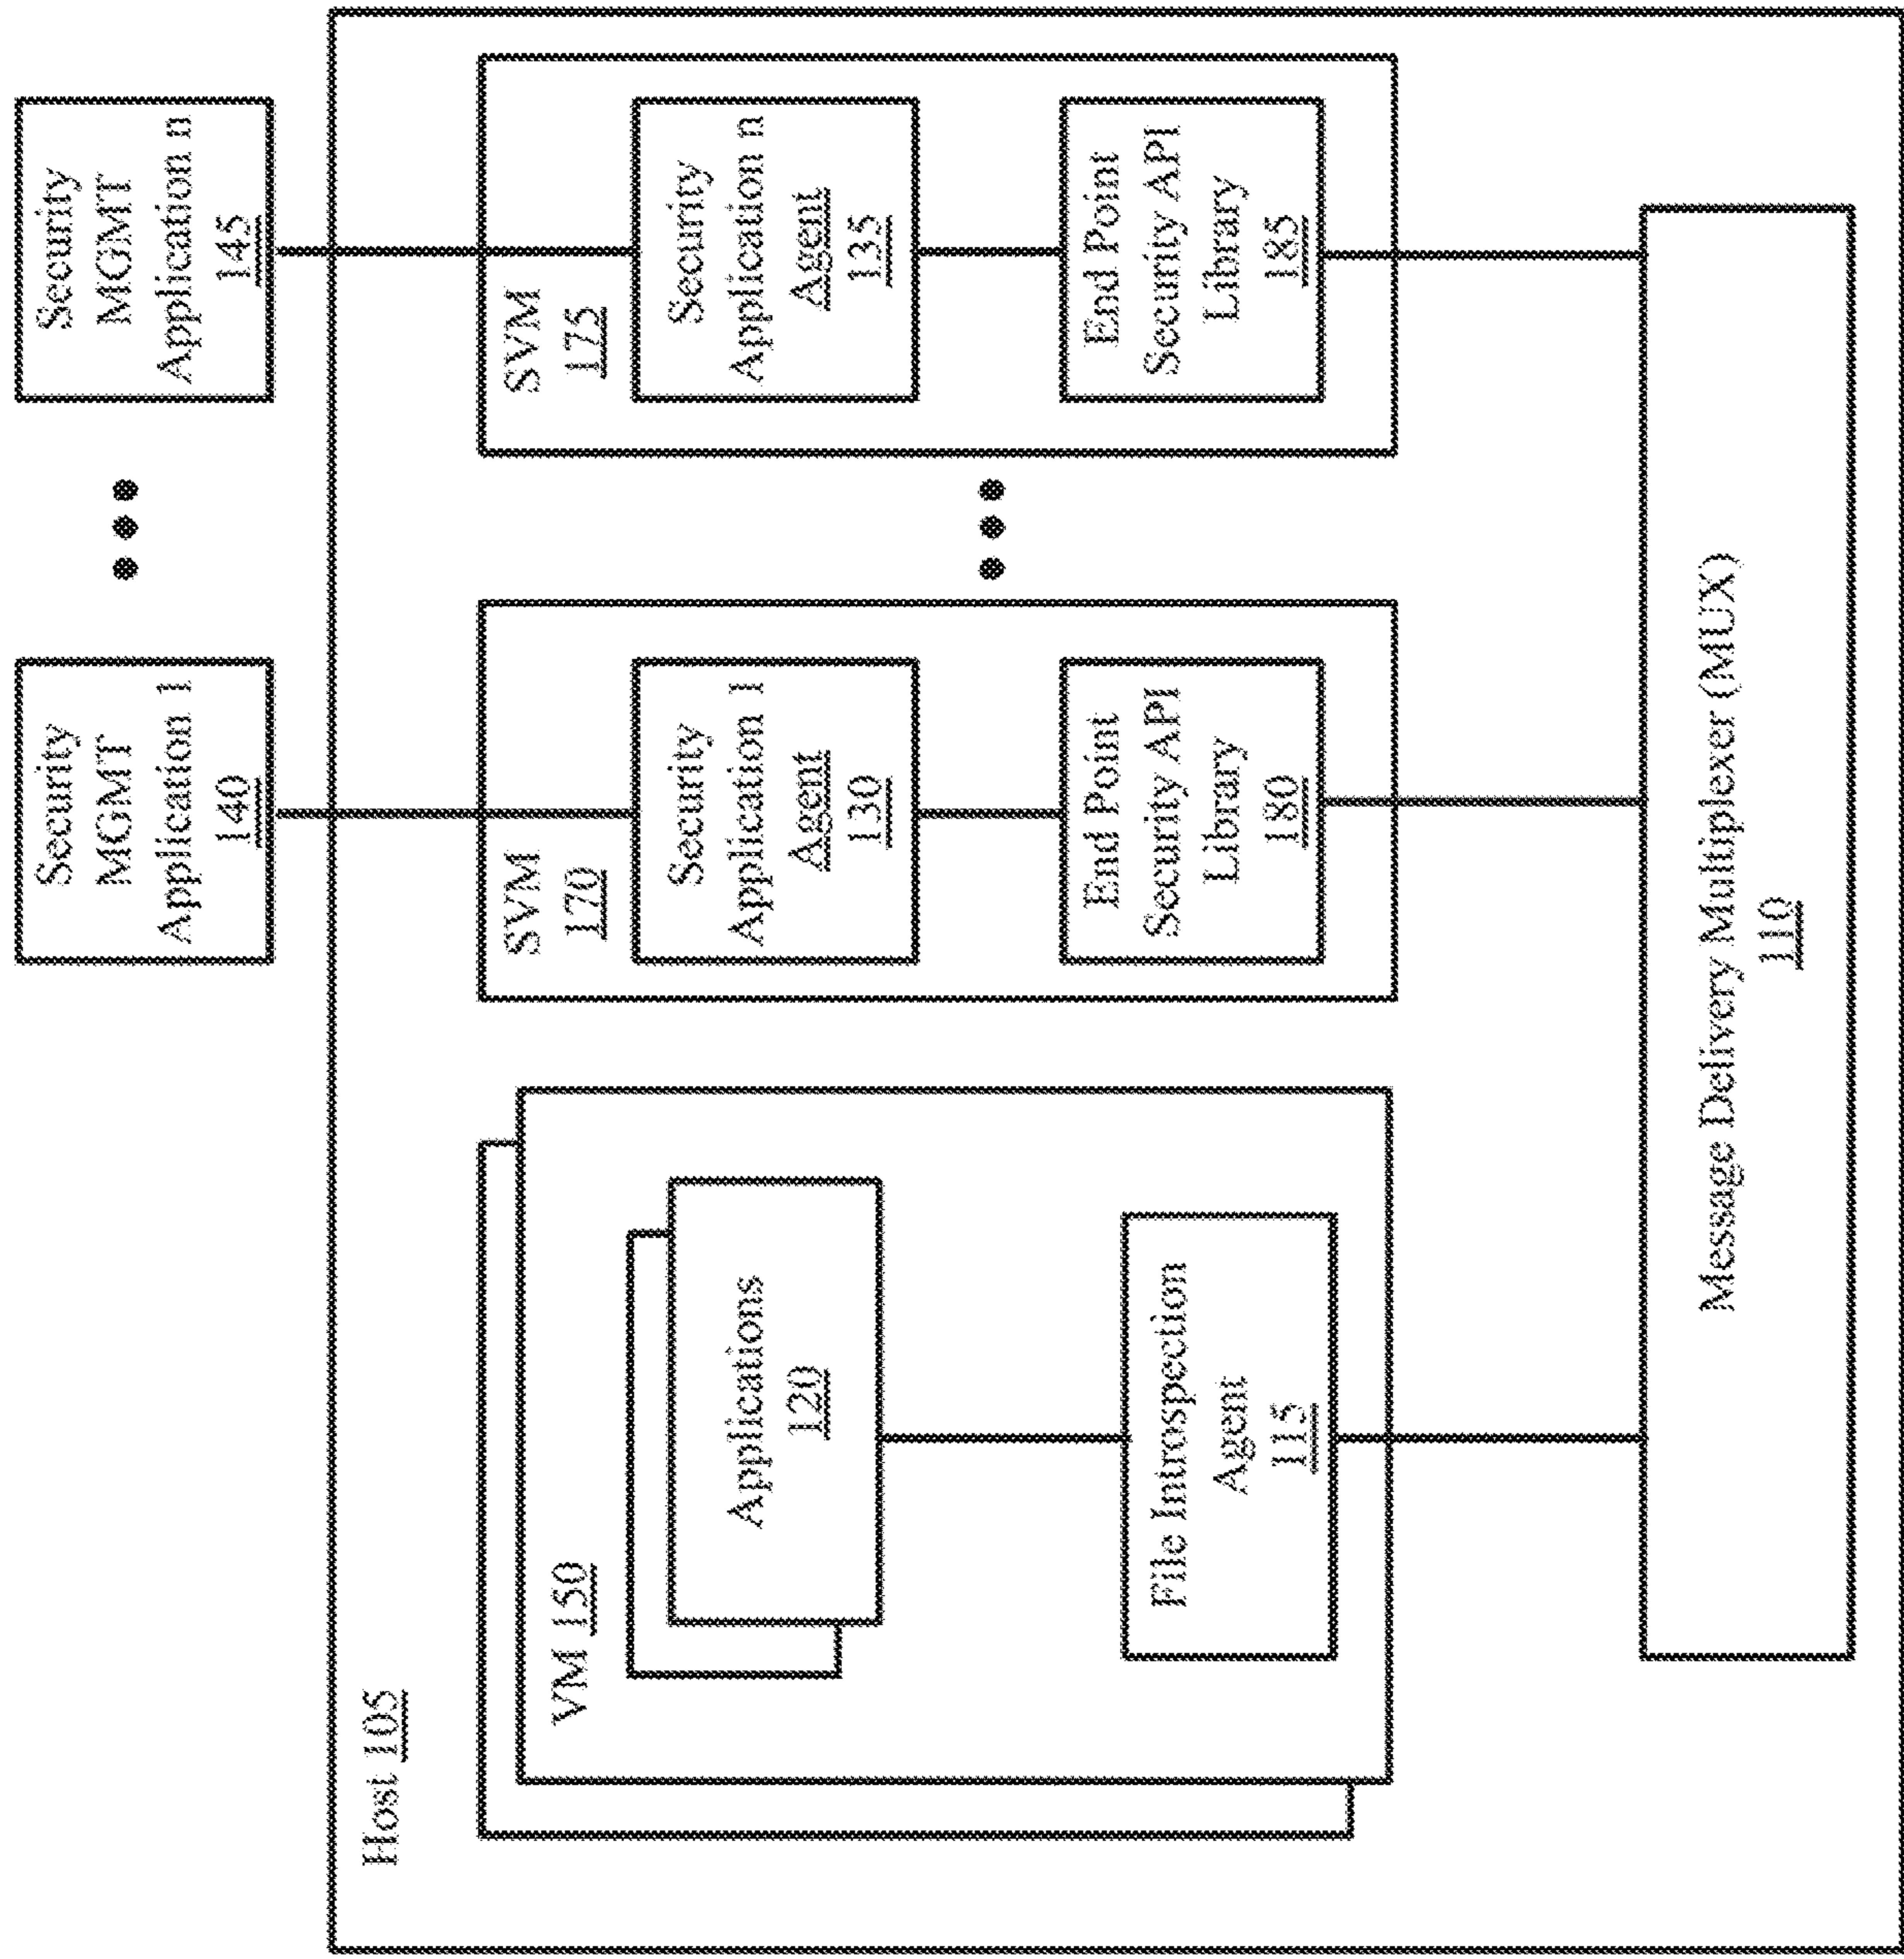 Security
MGMT
Application 1
140
Security
MGMT
Application n
145
Host 105
VM 150
Applications
120
File Introspection
Agent
115
SVM
170
Security
Application 1
Agent
130
End Point
Security API
Library
180
SVM
175
Security
Application n
Agent
135
End Point
Security API
Library
185
Message Delivery Multiplexer (MUX)
110